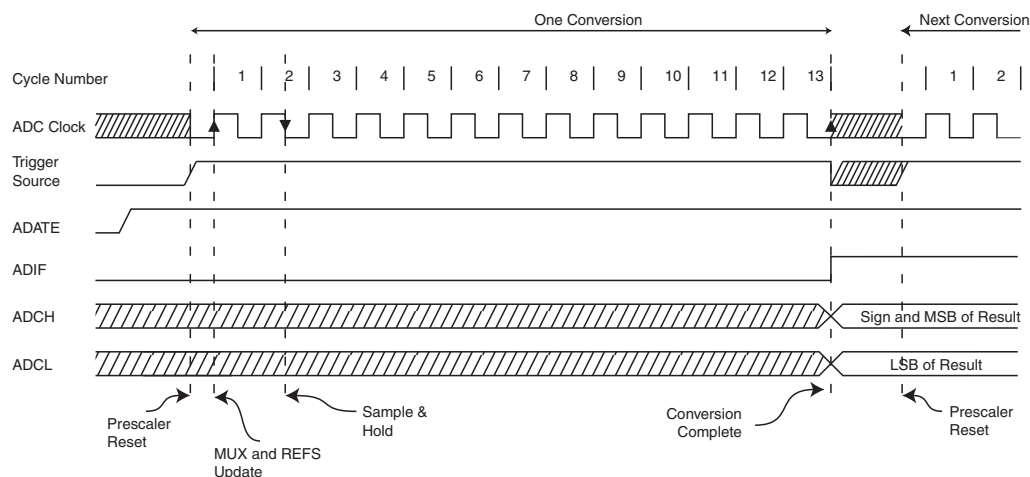 One Conversion
Next Conversion
Cycle Number
1 2 3 4 5 6 7 8 9 10 11 12 13 1 2
ADC Clock
Trigger
Source
ADATE
ADIF
ADCH
Sign and MSB of Result
ADCL
LSB of Result
Prescaler
Reset
MUX and REFS
Update
Sample &
Hold
Conversion
Complete
Prescaler
Reset